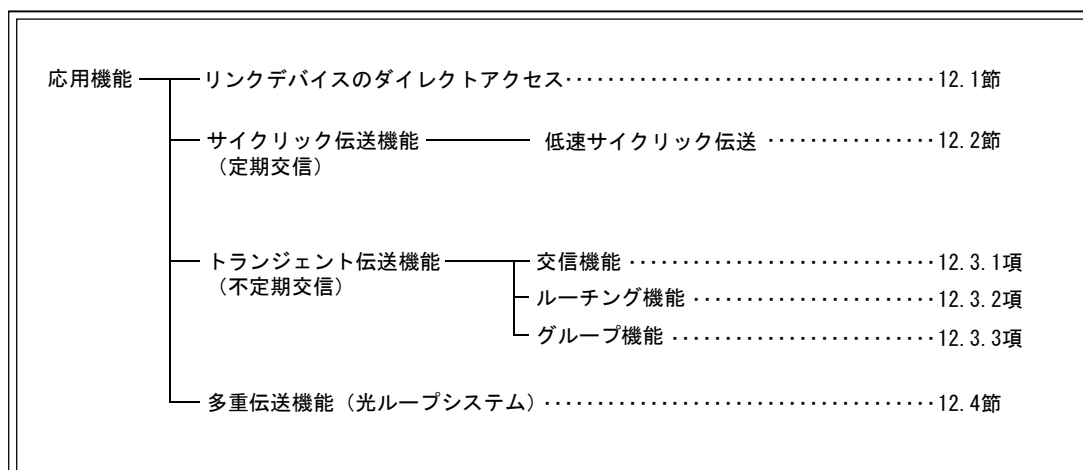 応用機能 リンクデバイスのダイレクトアクセス‥‥‥‥‥‥‥‥‥‥‥‥‥‥‥‥‥‥12.1節
サイクリック伝送機能 低速サイクリック伝送 ‥‥‥‥‥‥‥‥12.2節
（定期交信）
トランジェント伝送機能 交信機能 ‥‥‥‥‥‥‥‥‥‥‥‥‥‥12.3.1項
（不定期交信）
ルーチング機能 ‥‥‥‥‥‥‥‥‥‥‥‥12.3.2項
グループ機能 ‥‥‥‥‥‥‥‥‥‥‥‥‥12.3.3項
多重伝送機能（光ループシステム）‥‥‥‥‥‥‥‥‥‥‥‥‥‥‥‥‥‥‥12.4節